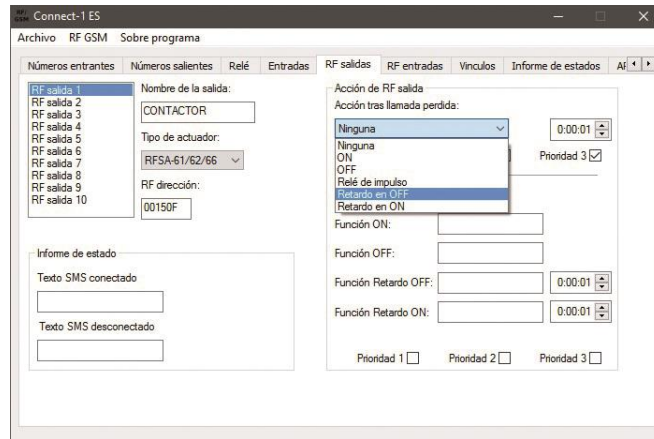 RF/
GSM Connect-1 ES
Archivo RF GSM Sobre programa
Números entrantes Números salientes Relé Entradas RF salidas RF entradas Vinculos Informe de estados
RF salida 1
RF salida 2
RF salida 3
RF salida 4
RF salida 5
RF salida 6
RF salida 7
RF salida 8
RF salida 9
RF salida 10
Nombre de la salida:
CONTACTOR
Tipo de actuador:
RFSA-61/62/66
RF dirección:
00150F
Informe de estado
Texto SMS conectado
Texto SMS desconectado
Acción de RF salida
Acción tras llamada perdida:
Ninguna 0:00:01
Ninguna
ON
OFF
Relé de impulso
Retardo en OFF
Retardo en ON
Prioridad 3
Función ON:
Función OFF:
Función Retardo OFF: 0:00:01
Función Retardo ON: 0:00:01
Prioridad 1 Prioridad 2 Prioridad 3